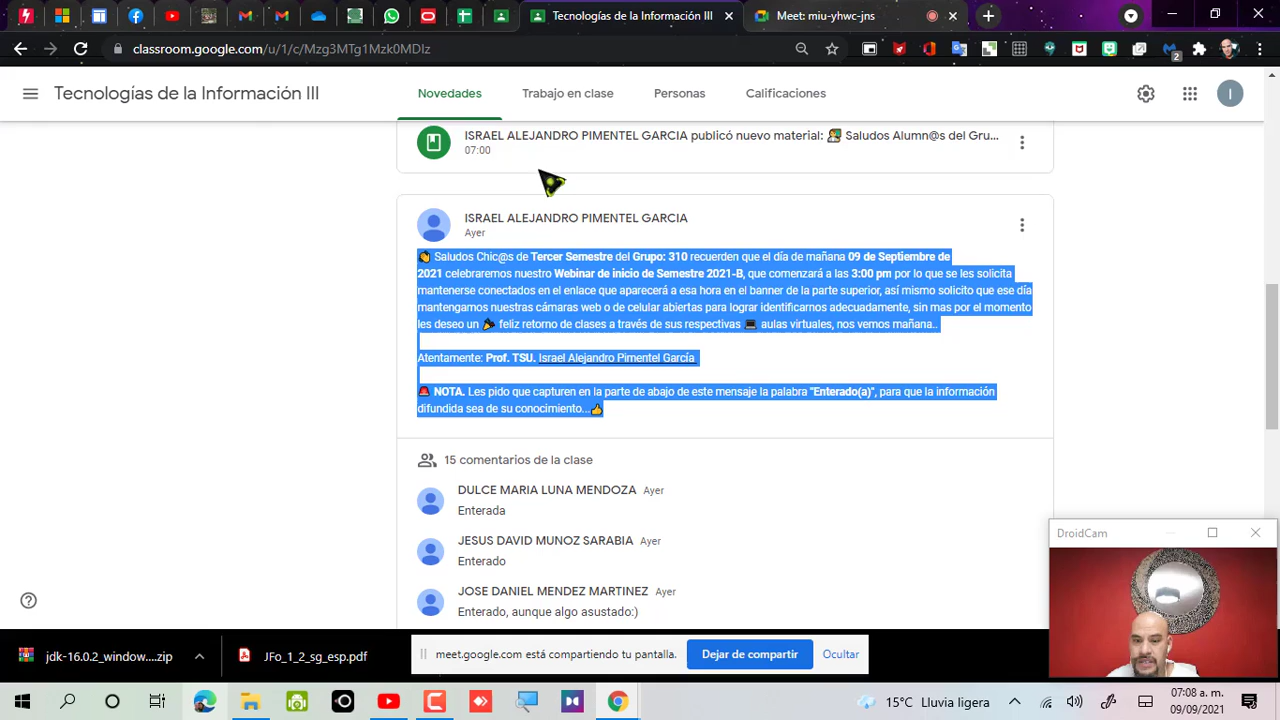 Tecnologías de la Información III
Meet: miu-yhwc-jns
classroom.google.com/u/1/c/Mzg3MTg1Mzk0MDIz
2
Tecnologías de la Información III
Novedades
Trabajo en clase
Personas
Calificaciones
I
ISRAEL ALEJANDRO PIMENTEL GARCIA publicó nuevo material: Saludos Alumn@s del Gru...
07:00
ISRAEL ALEJANDRO PIMENTEL GARCIA
Ayer
Saludos Chic@s de Tercer Semestre del Grupo: 310 recuerden que el día de mañana 09 de Septiembre de
2021 celebraremos nuestro Webinar de inicio de Semestre 2021-B, que comenzará a las 3:00 pm por lo que se les solicita
mantenerse conectados en el enlace que aparecerá a esa hora en el banner de la parte superior, así mismo solicito que ese día
mantengamos nuestras cámaras web o de celular abiertas para lograr identificarnos adecuadamente, sin mas por el momento
les deseo un feliz retorno de clases a través de sus respectivas aulas virtuales, nos vemos mañana..
Atentamente: Prof. TSU. Israel Alejandro Pimentel García
NOTA. Les pido que capturen en la parte de abajo de este mensaje la palabra "Enterado(a)", para que la información
difundida sea de su conocimiento...
15 comentarios de la clase
DULCE MARIA LUNA MENDOZA Ayer
Enterada
JESUS DAVID MUNOZ SARABIA Ayer
Enterado
JOSE DANIEL MENDEZ MARTINEZ Ayer
Enterado, aunque algo asustado:)
DroidCam
jdk-16.0.2_window....zip
JFo_1_2_sg_esp.pdf
meet.google.com está compartiendo tu pantalla.
Dejar de compartir
Ocultar
15°C Lluvia ligera
07:08 a. m.
09/09/2021